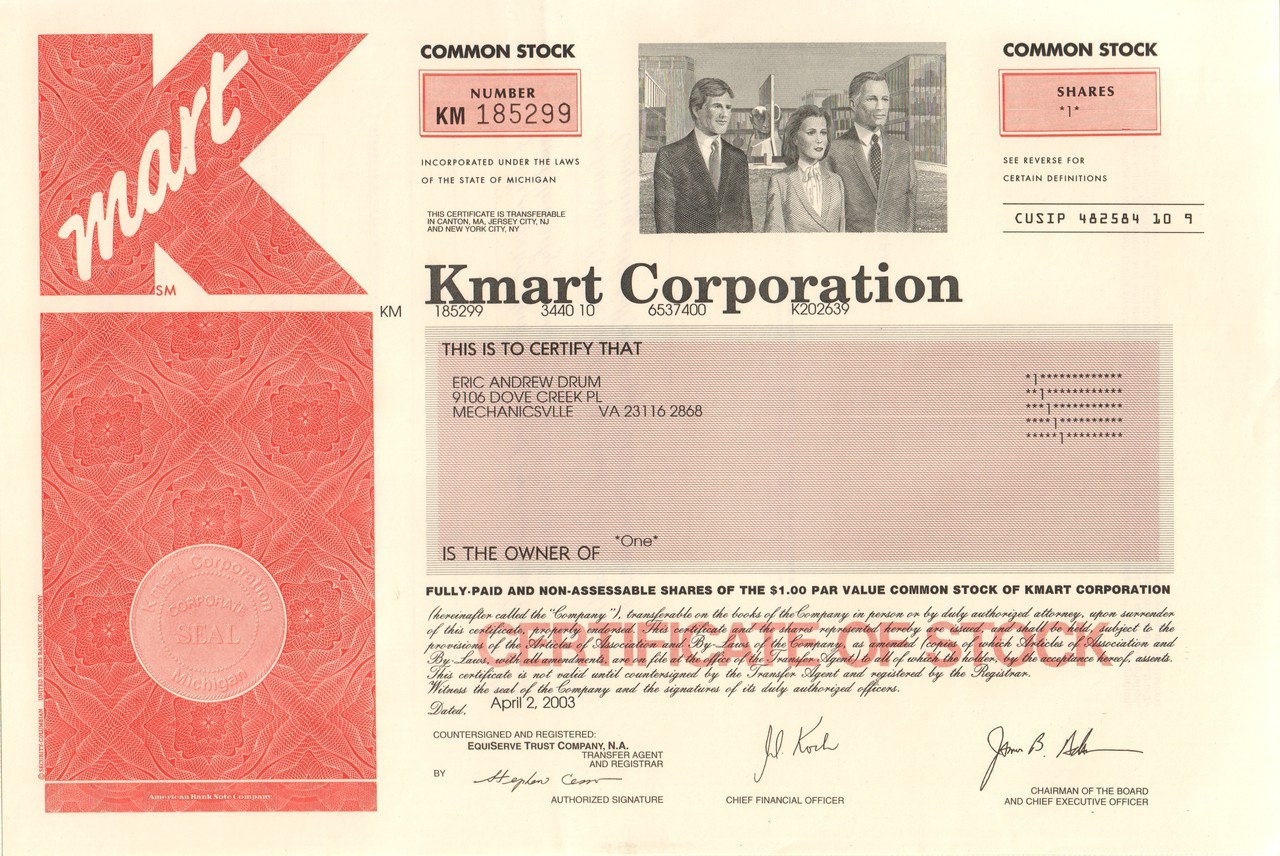 Kmart
SM
COMMON STOCK
NUMBER
KM 185299
INCORPORATED UNDER THE LAWS
OF THE STATE OF MICHIGAN
THIS CERTIFICATE IS TRANSFERABLE
IN CANTON, MA, JERSEY CITY, NJ
AND NEW YORK CITY, NY
COMMON STOCK
SHARES
*1*
SEE REVERSE FOR
CERTAIN DEFINITIONS
CUSIP 482584 10 9
Kmart Corporation
KM 185299 3440 10 6537400 K202639
THIS IS TO CERTIFY THAT
ERIC ANDREW DRUM
9106 DOVE CREEK PL
MECHANICSVLLE VA 23116 2868
*1*************
**1************
***1***********
****1**********
*****1*********
*One*
IS THE OWNER OF
FULLY-PAID AND NON-ASSESSABLE SHARES OF THE $1.00 PAR VALUE COMMON STOCK OF KMART CORPORATION
CERTIFICATE OF STOCK
(hereinafter called the "Company"), transferable on the books of the Company in person or by duly authorized attorney, upon surrender
of this certificate, properly endorsed. This certificate and the shares represented hereby are issued, and shall be held, subject to the
provisions of the Articles of Association and By-Laws of the Company as amended (copies of which Articles of Association and
By-Laws, with all amendments, are on file at the office of the Transfer Agent) to all of which the holder, by the acceptance hereof, assents.
This certificate is not valid until countersigned by the Transfer Agent and registered by the Registrar.
Witness the seal of the Company and the signatures of its duly authorized officers.
Dated, April 2, 2003
COUNTERSIGNED AND REGISTERED:
EQUISERVE TRUST COMPANY, N.A.
TRANSFER AGENT
AND REGISTRAR
BY
AUTHORIZED SIGNATURE
CHIEF FINANCIAL OFFICER
CHAIRMAN OF THE BOARD
AND CHIEF EXECUTIVE OFFICER
Kmart Corporation
CORPORATE
SEAL
Michigan
© SECURITY-COLUMBIAN UNITED STATES BANKNOTE COMPANY
American Bank Note Company